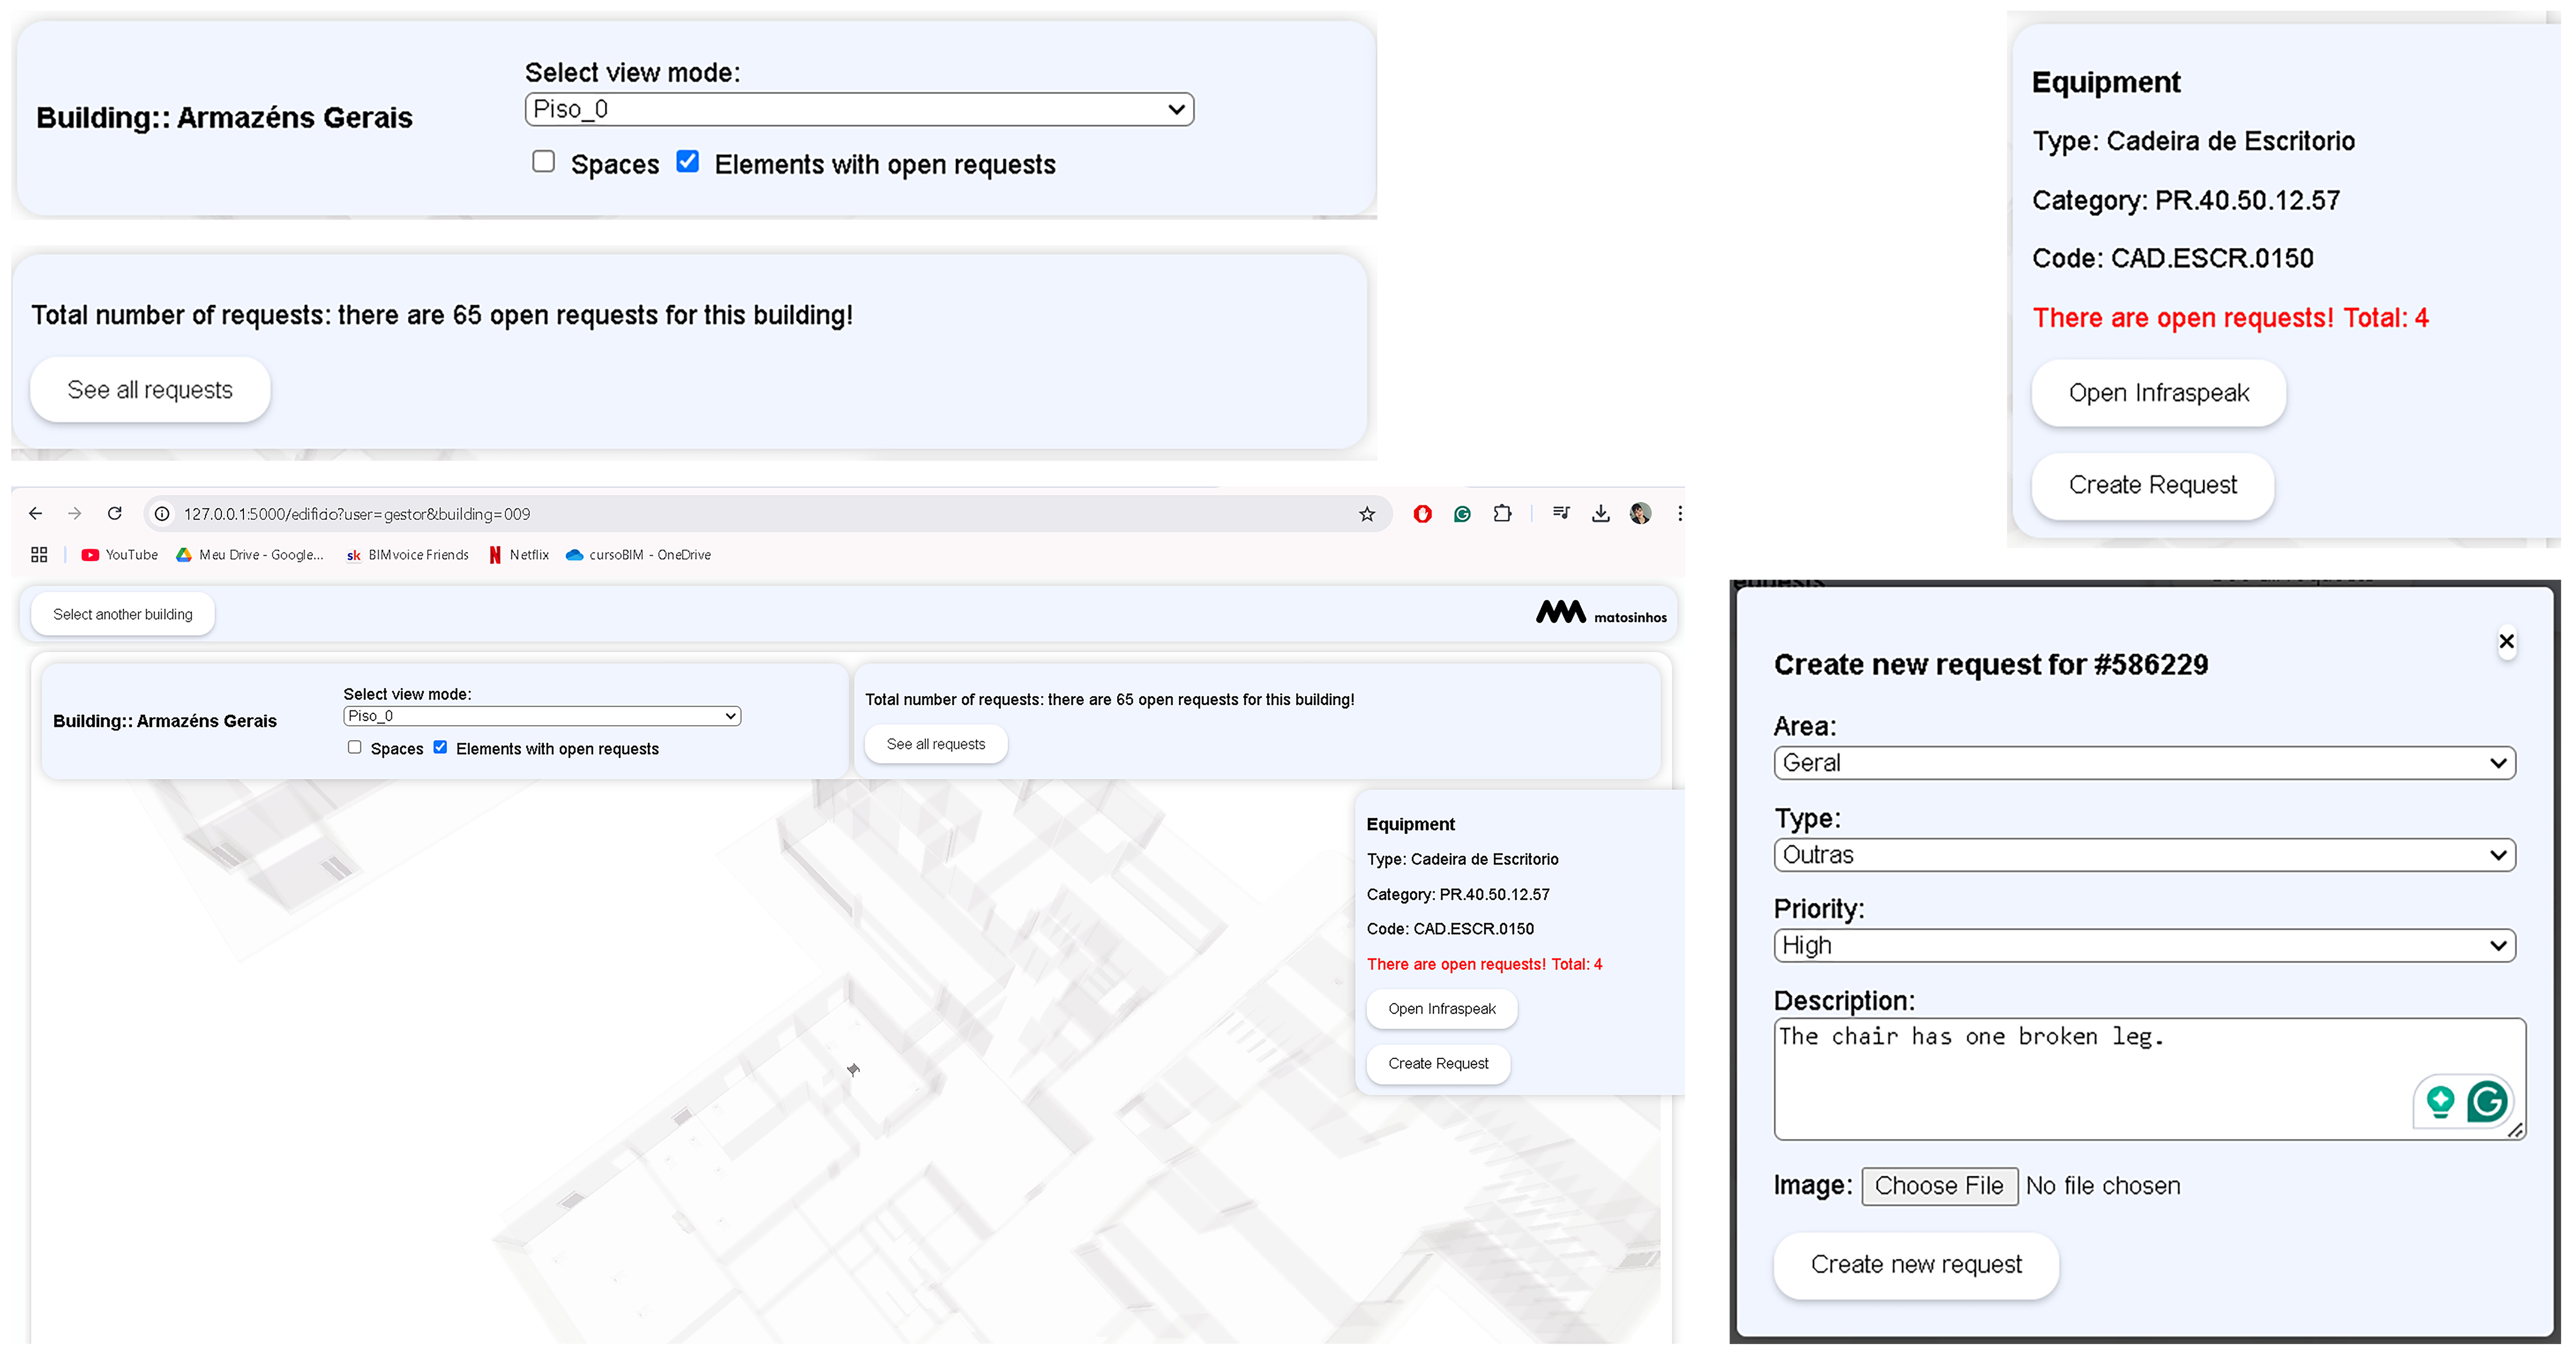 Select view mode:
Piso_0
Building:: Armazéns Gerais
Spaces Elements with open requests
Total number of requests: there are 65 open requests for this building!
See all requests
127.0.0.1:5000/edificio?user=gestor&building=009
YouTube Meu Drive - Google... sk BIMvoice Friends Netflix cursoBIM - OneDrive
Select another building
matosinhos
Select view mode:
Piso_0
Building:: Armazéns Gerais
Spaces Elements with open requests
Total number of requests: there are 65 open requests for this building!
See all requests
Equipment
Type: Cadeira de Escritorio
Category: PR.40.50.12.57
Code: CAD.ESCR.0150
There are open requests! Total: 4
Open Infraspeak
Create Request
Equipment
Type: Cadeira de Escritorio
Category: PR.40.50.12.57
Code: CAD.ESCR.0150
There are open requests! Total: 4
Open Infraspeak
Create Request
Create new request for #586229
Area:
Geral
Type:
Outras
Priority:
High
Description:
The chair has one broken leg.
Image: Choose File No file chosen
Create new request